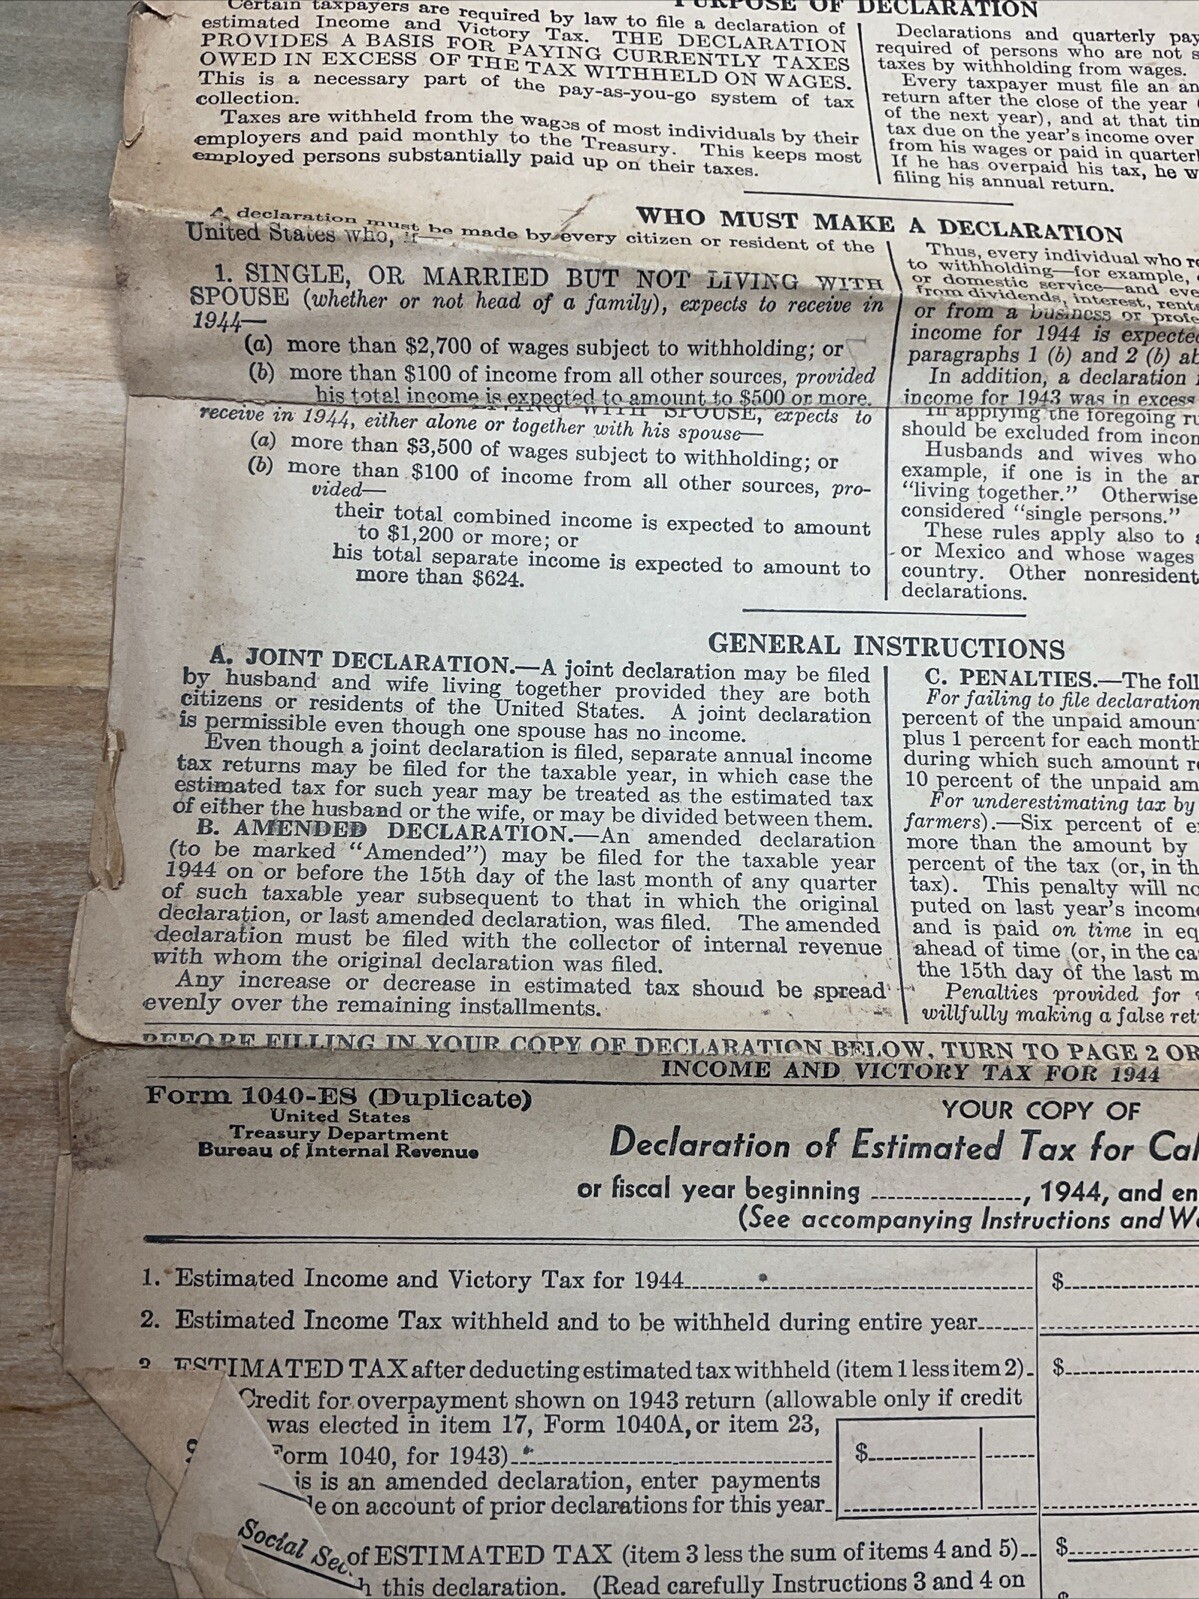 PURPOSE OF DECLARATION
Certain taxpayers are required by law to file a declaration of
estimated Income and Victory Tax. THE DECLARATION
PROVIDES A BASIS FOR PAYING CURRENTLY TAXES
OWED IN EXCESS OF THE TAX WITHHELD ON WAGES.
This is a necessary part of the pay-as-you-go system of tax
collection.
Taxes are withheld from the wages of most individuals by their
employers and paid monthly to the Treasury. This keeps most
employed persons substantially paid up on their taxes.
Declarations and quarterly pay
required of persons who are not s
taxes by withholding from wages.
Every taxpayer must file an an
return after the close of the year
of the next year), and at that tim
tax due on the year's income over
from his wages or paid in quarterl
If he has overpaid his tax, he w
filing his annual return.
WHO MUST MAKE A DECLARATION
A declaration must be made by every citizen or resident of the
United States who, if—
1. SINGLE, OR MARRIED BUT NOT LIVING WITH
SPOUSE (whether or not head of a family), expects to receive in
1944—
(a) more than $2,700 of wages subject to withholding; or
(b) more than $100 of income from all other sources, provided
his total income is expected to amount to $500 or more.
LIVING WITH SPOUSE, expects to
receive in 1944, either alone or together with his spouse—
(a) more than $3,500 of wages subject to withholding; or
(b) more than $100 of income from all other sources, pro-
vided—
their total combined income is expected to amount
to $1,200 or more; or
his total separate income is expected to amount to
more than $624.
Thus, every individual who re
to withholding—for example,
or domestic service—and eve
from dividends, interest, rents
or from a business or profe
income for 1944 is expected
paragraphs 1 (b) and 2 (b) ab
In addition, a declaration
income for 1943 was in excess
In applying the foregoing ru
should be excluded from incom
Husbands and wives who
example, if one is in the ar
"living together." Otherwise
considered "single persons."
These rules apply also to a
or Mexico and whose wages
country. Other nonresident
declarations.
GENERAL INSTRUCTIONS
A. JOINT DECLARATION.—A joint declaration may be filed
by husband and wife living together provided they are both
citizens or residents of the United States. A joint declaration
is permissible even though one spouse has no income.
Even though a joint declaration is filed, separate annual income
tax returns may be filed for the taxable year, in which case the
estimated tax for such year may be treated as the estimated tax
of either the husband or the wife, or may be divided between them.
B. AMENDED DECLARATION.—An amended declaration
(to be marked "Amended") may be filed for the taxable year
1944 on or before the 15th day of the last month of any quarter
of such taxable year subsequent to that in which the original
declaration, or last amended declaration, was filed. The amended
declaration must be filed with the collector of internal revenue
with whom the original declaration was filed.
Any increase or decrease in estimated tax should be spread
evenly over the remaining installments.
C. PENALTIES.—The foll
For failing to file declaration
percent of the unpaid amoun
plus 1 percent for each month
during which such amount re
10 percent of the unpaid am
For underestimating tax by
farmers).—Six percent of e
more than the amount by
percent of the tax (or, in th
tax). This penalty will no
puted on last year's income
and is paid on time in eq
ahead of time (or, in the ca
the 15th day of the last m
Penalties provided for
willfully making a false ret
BEFORE FILLING IN YOUR COPY OF DECLARATION BELOW, TURN TO PAGE 2 OR
INCOME AND VICTORY TAX FOR 1944
Form 1040-ES (Duplicate)
United States
Treasury Department
Bureau of Internal Revenue
YOUR COPY OF
Declaration of Estimated Tax for Cal
or fiscal year beginning ..................., 1944, and en
(See accompanying Instructions and Wo
1. Estimated Income and Victory Tax for 1944 $
2. Estimated Income Tax withheld and to be withheld during entire year
3. ESTIMATED TAX after deducting estimated tax withheld (item 1 less item 2) $
Credit for overpayment shown on 1943 return (allowable only if credit
was elected in item 17, Form 1040A, or item 23,
Form 1040, for 1943) $
is is an amended declaration, enter payments
de on account of prior declarations for this year
Social Sec
of ESTIMATED TAX (item 3 less the sum of items 4 and 5) $
h this declaration. (Read carefully Instructions 3 and 4 on